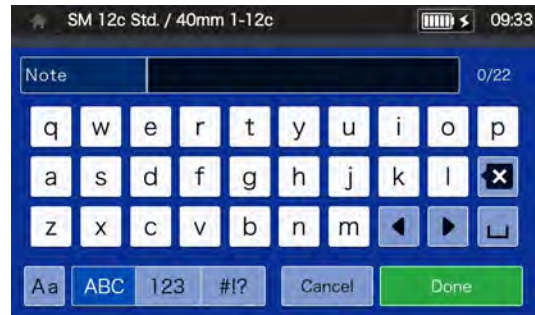 SM 12c Std. / 40mm 1-12c 09:33
Note 0/22
q w e r t y u i o p
a s d f g h j k l
z x c v b n m
Aa ABC 123 #!? Cancel Done